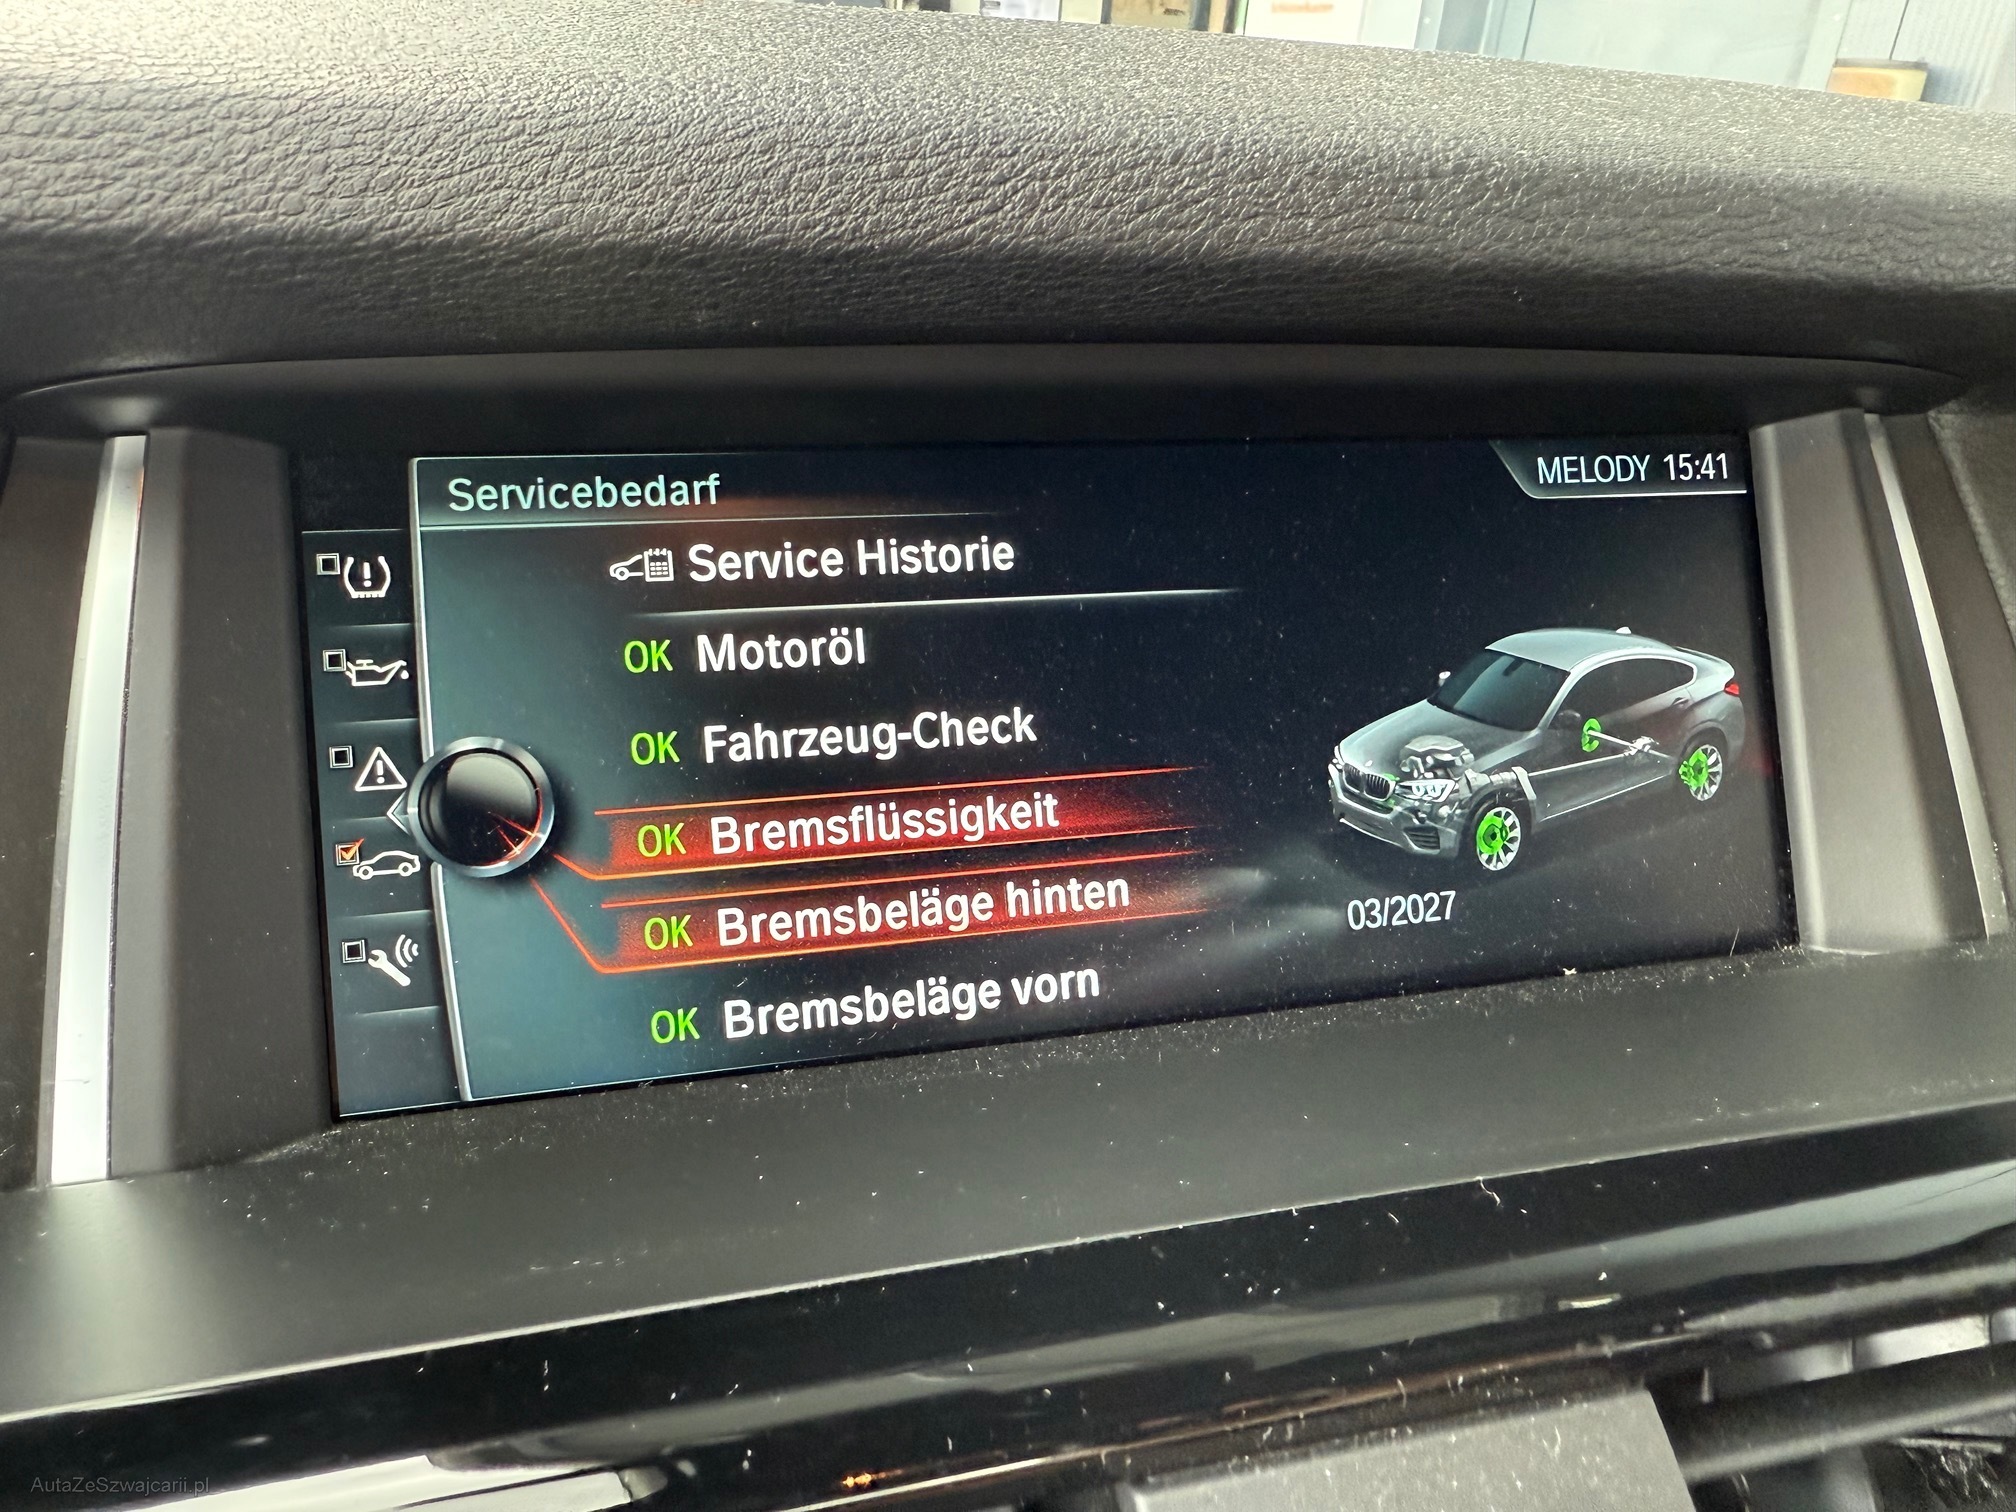 Servicebedarf
MELODY 15:41
Service Historie
OK Motoröl
OK Fahrzeug-Check
OK Bremsflüssigkeit
OK Bremsbeläge hinten
OK Bremsbeläge vorn
03/2027
AutaZeSzwajcarii.pl